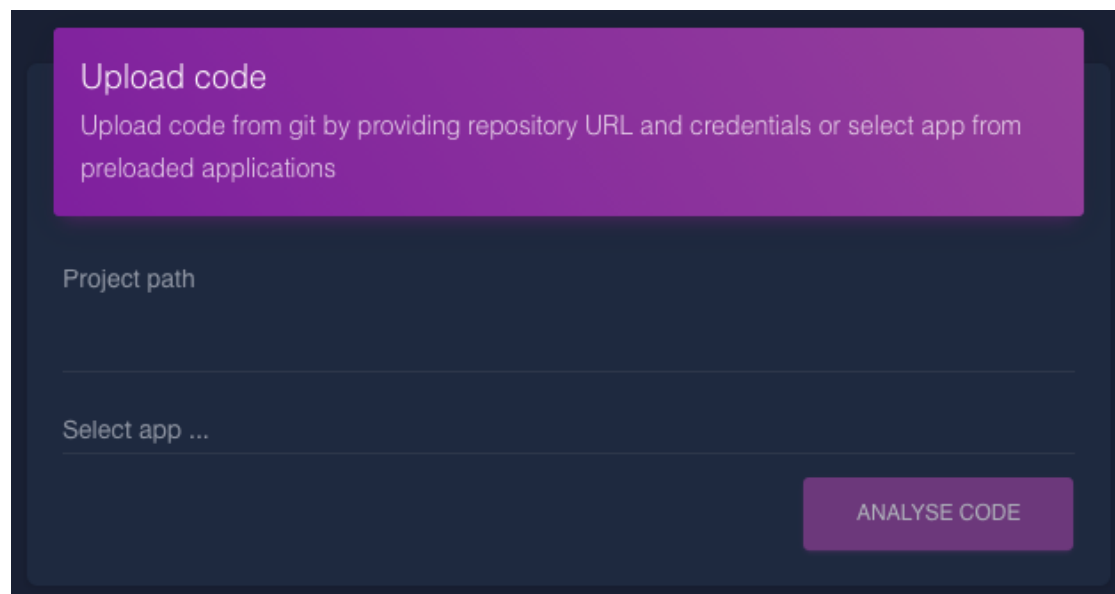 Upload code
Upload code from git by providing repository URL and credentials or select app from
preloaded applications
Project path
Select app ...
ANALYSE CODE